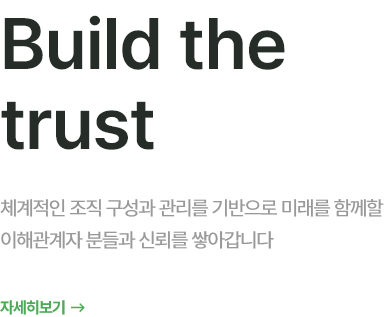 Build the
trust
체계적인 조직 구성과 관리를 기반으로 미래를 함께할
이해관계자 분들과 신뢰를 쌓아갑니다
자세히보기 →